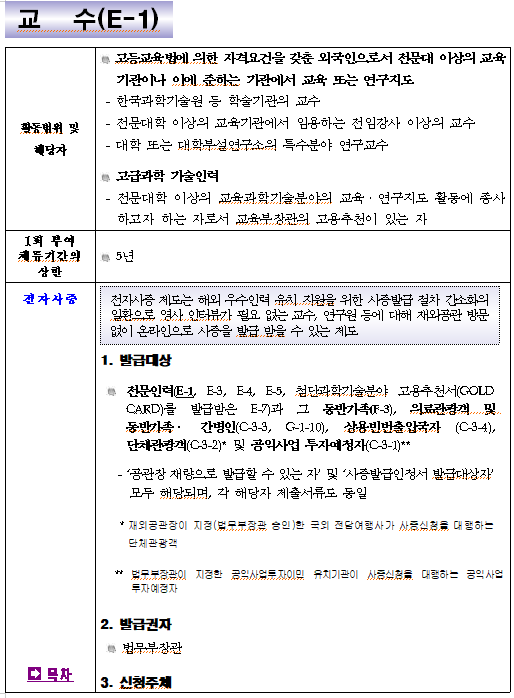 교 수(E-1)
활동범위 및
해당자
고등교육법에 의한 자격요건을 갖춘 외국인으로서 전문대 이상의 교육
기관이나 이에 준하는 기관에서 교육 또는 연구지도
- 한국과학기술원 등 학술기관의 교수
- 전문대학 이상의 교육기관에서 임용하는 전임강사 이상의 교수
- 대학 또는 대학부설연구소의 특수분야 연구교수
고급과학 기술인력
- 전문대학 이상의 교육과학기술분야의 교육 · 연구지도 활동에 종사
하고자 하는 자로서 교육부장관의 고용추천이 있는 자
1회 부여
체류기간의
상한
5년
전자사증
전자사증 제도는 해외 우수인력 유치 지원을 위한 사증발급 절차 간소화의
일환으로 영사 인터뷰가 필요 없는 교수, 연구원 등에 대해 재외공관 방문
없이 온라인으로 사증을 발급 받을 수 있는 제도
1. 발급대상
전문인력(E-1, E-3, E-4, E-5, 첨단과학기술분야 고용추천서(GOLD
CARD)를 발급받은 E-7)과 그 동반가족(F-3), 의료관광객 및
동반가족 · 간병인(C-3-3, G-1-10), 상용빈번출입국자 (C-3-4),
단체관광객(C-3-2)* 및 공익사업 투자예정자(C-3-1)**
- '공관장 재량으로 발급할 수 있는 자' 및 '사증발급인정서 발급대상자'
모두 해당되며, 각 해당자 제출서류도 동일
* 재외공관장이 지정(법무부장관 승인)한 국외 전담여행사가 사증신청을 대행하는
단체관광객
** 법무부장관이 지정한 공익사업투자이민 유치기관이 사증신청을 대행하는 공익사업
투자예정자
2. 발급권자
법무부장관
목차
3. 신청주체